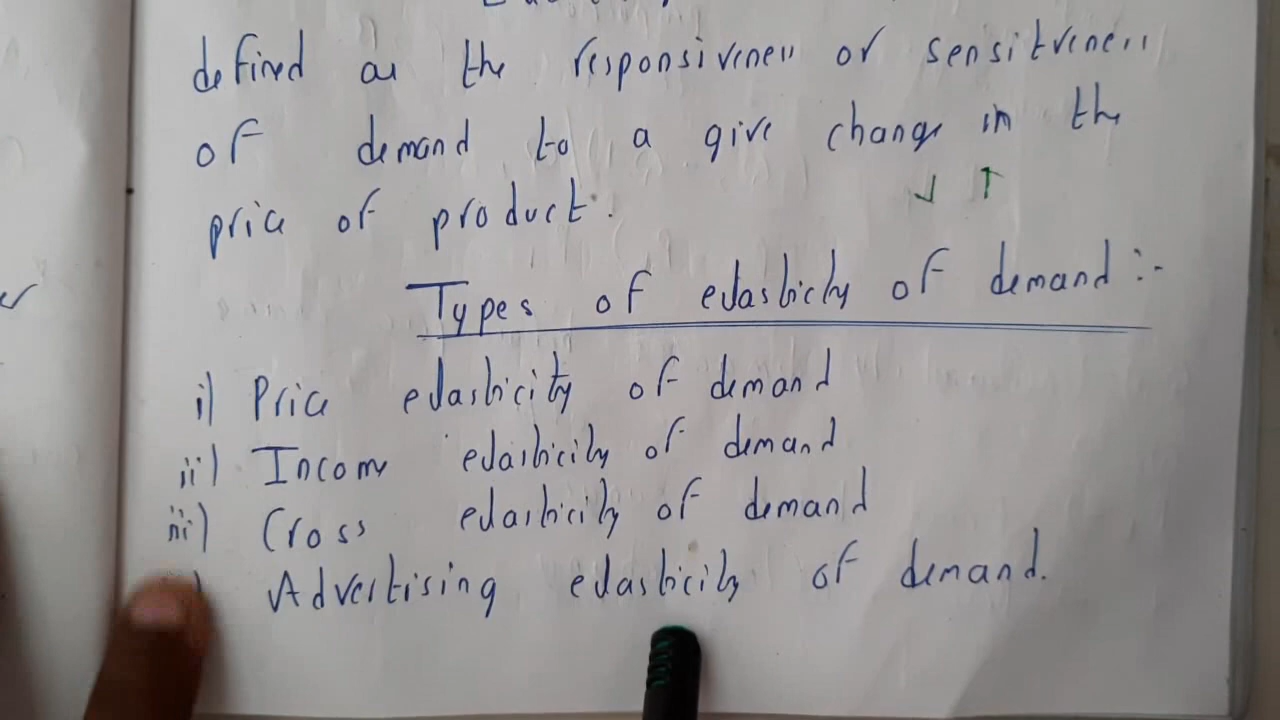 defined as the responsiveness or sensitiveness
of demand to a give change in the
price of product.
↓ ↑
Types of elasticity of demand :-
i) Price elasticity of demand
ii) Income elasticity of demand
iii) Cross elasticity of demand
) Advertising elasticity of demand.